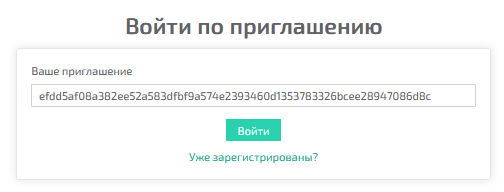 Войти по приглашению
Ваше приглашение
efdd5af08a382ee52a583dfbf9a574e2393460d1353783326bcee28947086d8c
Войти
Уже зарегистрированы?